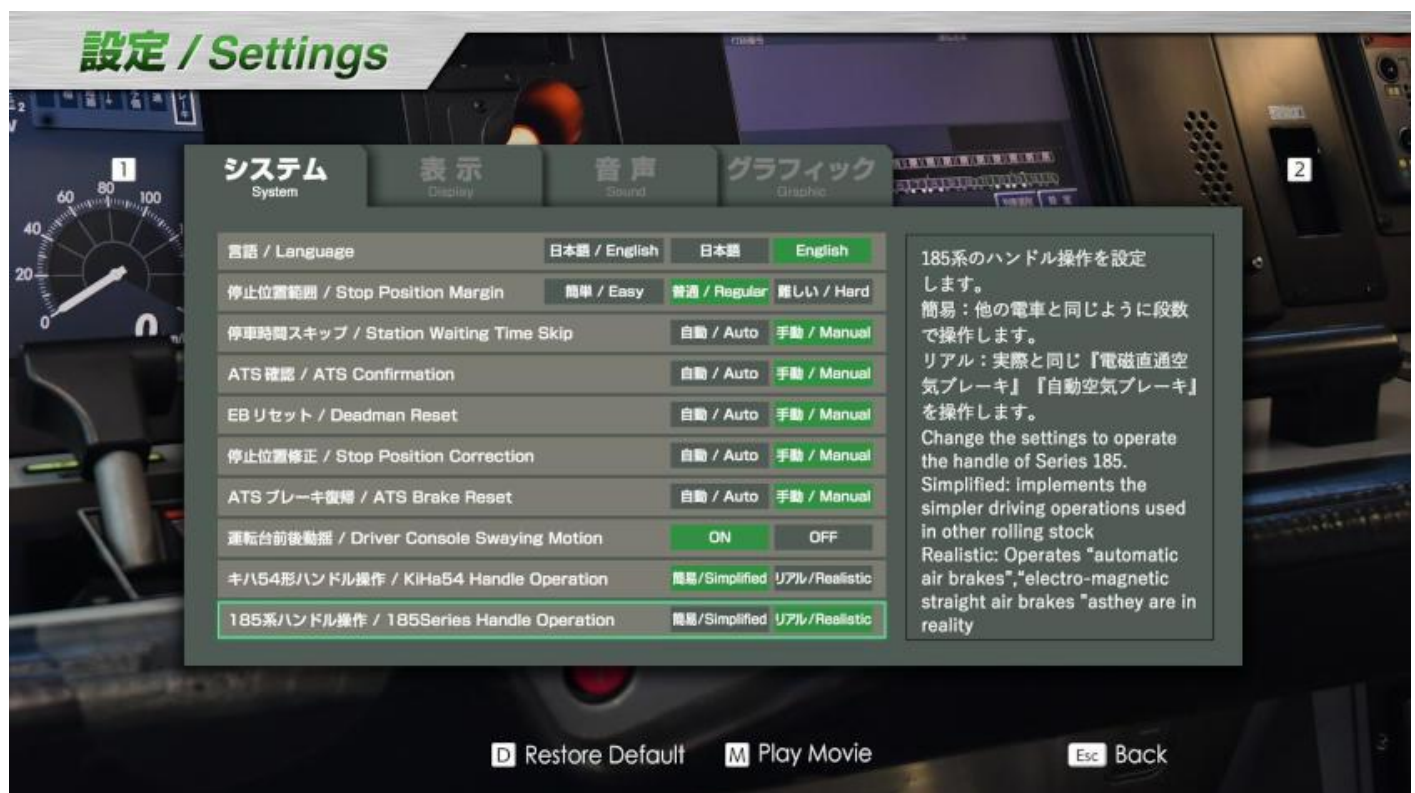 設定 / Settings
1
2
システム
System
表示
Display
音声
Sound
グラフィック
Graphic
言語 / Language 日本語 / English 日本語 English
停止位置範囲 / Stop Position Margin 簡単 / Easy 普通 / Regular 難しい / Hard
停車時間スキップ / Station Waiting Time Skip 自動 / Auto 手動 / Manual
ATS 確認 / ATS Confirmation 自動 / Auto 手動 / Manual
EB リセット / Deadman Reset 自動 / Auto 手動 / Manual
停止位置修正 / Stop Position Correction 自動 / Auto 手動 / Manual
ATS ブレーキ復帰 / ATS Brake Reset 自動 / Auto 手動 / Manual
運転台前後動揺 / Driver Console Swaying Motion ON OFF
キハ54形ハンドル操作 / KiHa54 Handle Operation 簡易/Simplified リアル/Realistic
185系ハンドル操作 / 185Series Handle Operation 簡易/Simplified リアル/Realistic
185系のハンドル操作を設定
します。
簡易：他の電車と同じように段数
で操作します。
リアル：実際と同じ『電磁直通空
気ブレーキ』『自動空気ブレーキ』
を操作します。
Change the settings to operate
the handle of Series 185.
Simplified: implements the
simpler driving operations used
in other rolling stock
Realistic: Operates "automatic
air brakes","electro-magnetic
straight air brakes "asthey are in
reality
0
20
40
60
80
100
0
D Restore Default M Play Movie Esc Back